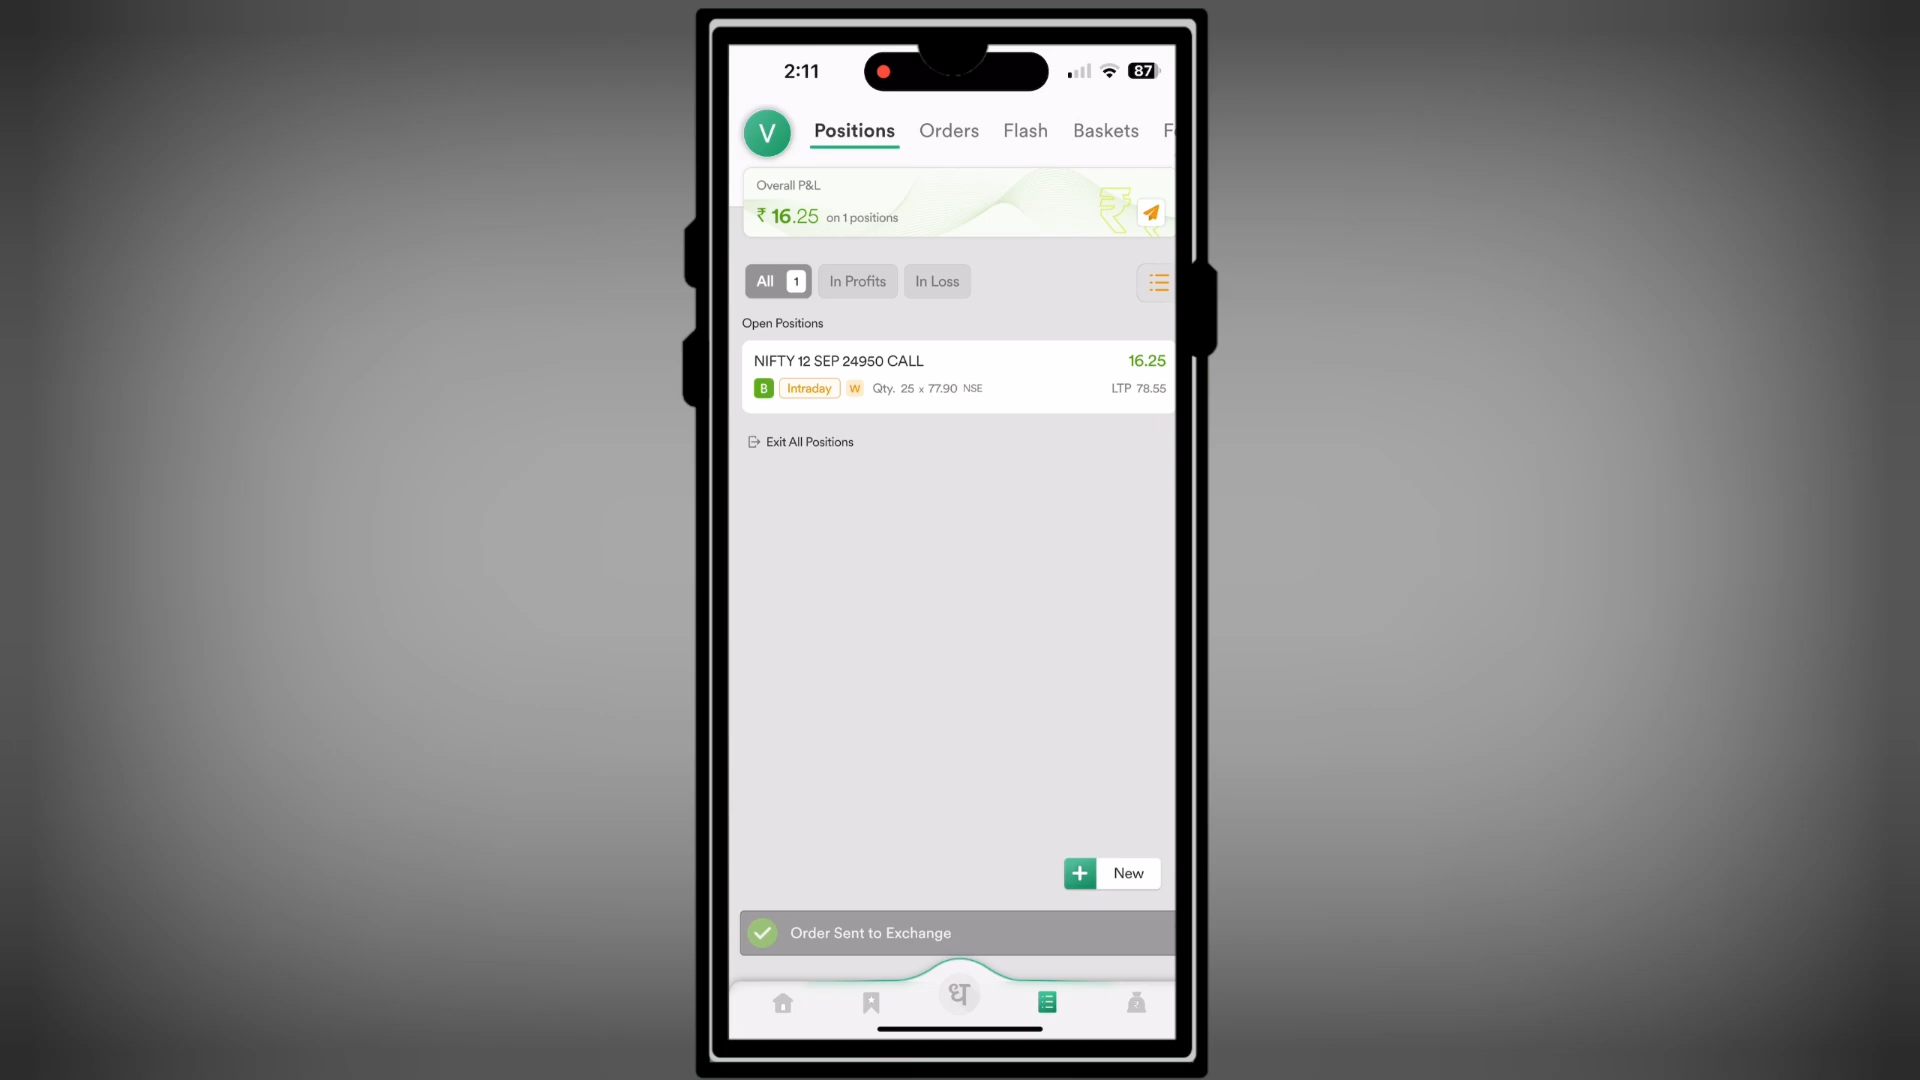 2:11
87
V Positions Orders Flash Baskets
Overall P&L
₹ 16.25 on 1 positions
All 1 In Profits In Loss
Open Positions
NIFTY 12 SEP 24950 CALL 16.25
B Intraday W Qty. 25 x 77.90 NSE LTP 78.55
Exit All Positions
+ New
Order Sent to Exchange
ध